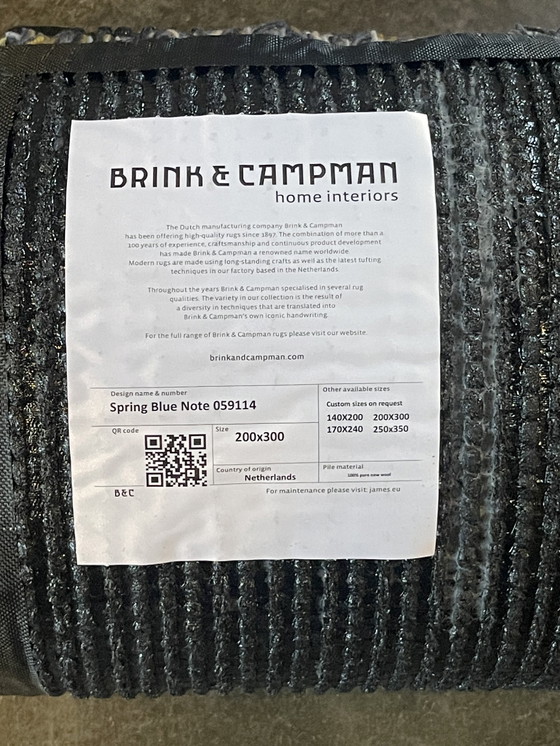 BRINK & CAMPMAN
home interiors
The Dutch manufacturing company Brink & Campman
has been offering high-quality rugs since 1897. The combination of more than a
100 years of experience, craftsmanship and continuous product development
has made Brink & Campman a renowned name worldwide.
Modern rugs are made using long-standing crafts as well as the latest tufting
techniques in our factory based in the Netherlands.
Throughout the years Brink & Campman specialised in several rug
qualities. The variety in our collection is the result of
a diversity in techniques that are translated into
Brink & Campman's own iconic handwriting.
For the full range of Brink & Campman rugs please visit our website.
brinkandcampman.com
Design name & number
Spring Blue Note 059114
Other available sizes
Custom sizes on request
140X200 200X300
170X240 250x350
QR code
Size
200x300
Country of origin
Netherlands
Pile material
100% pure new wool
B&C
For maintenance please visit: james.eu